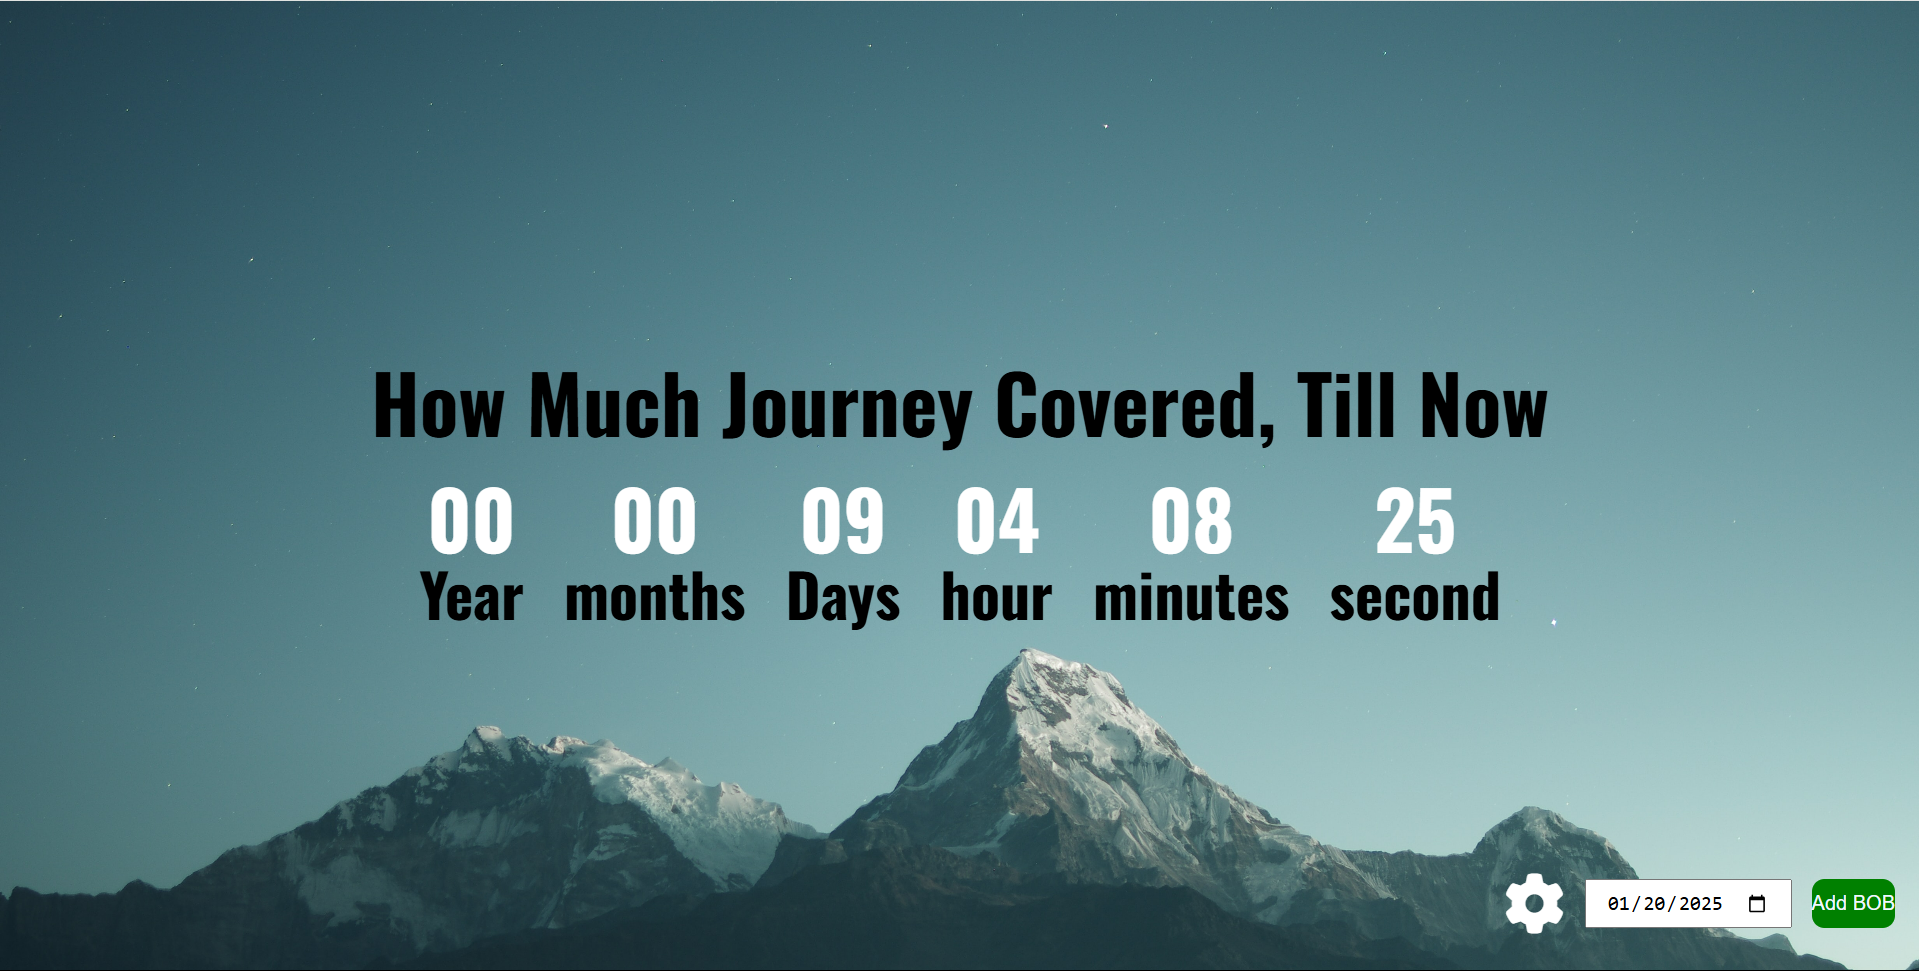 How Much Journey Covered, Till Now
00 00 09 04 08 25
Year months Days hour minutes second
01/20/2025 Add BOB